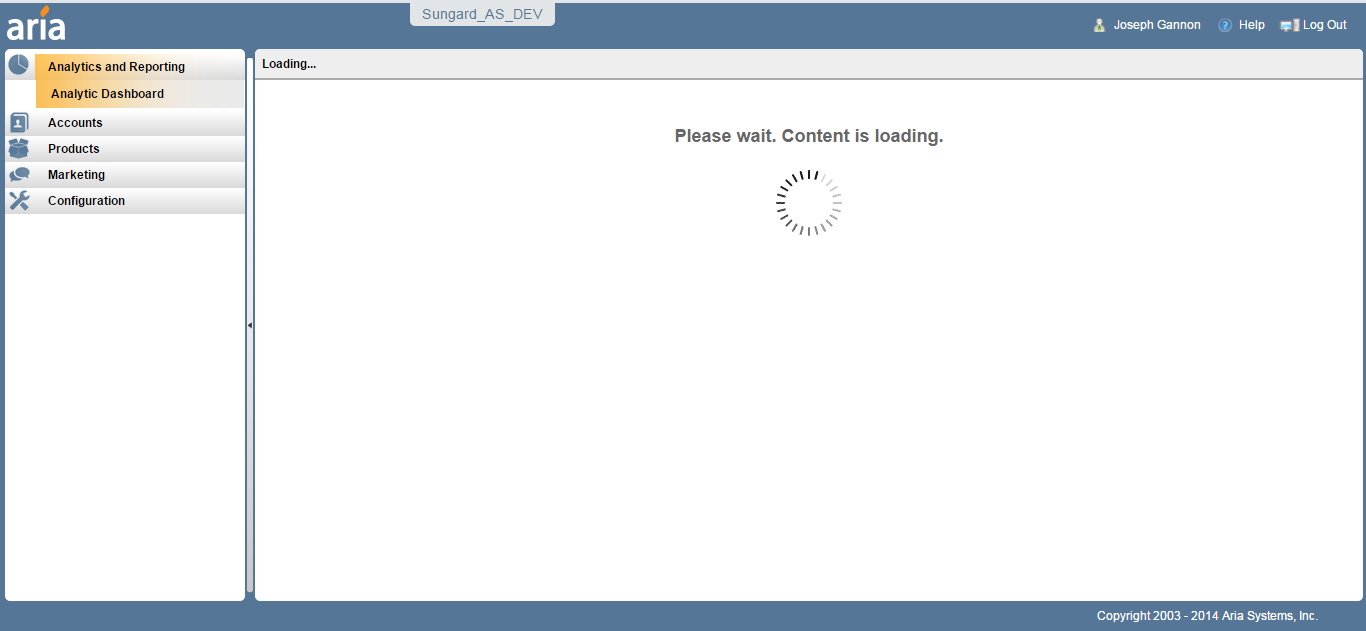 aria
Sungard_AS_DEV
Joseph Gannon
? Help
Log Out
Analytics and Reporting
Analytic Dashboard
Accounts
Products
Marketing
Configuration
Loading...
Please wait. Content is loading.
Copyright 2003 - 2014 Aria Systems, Inc.